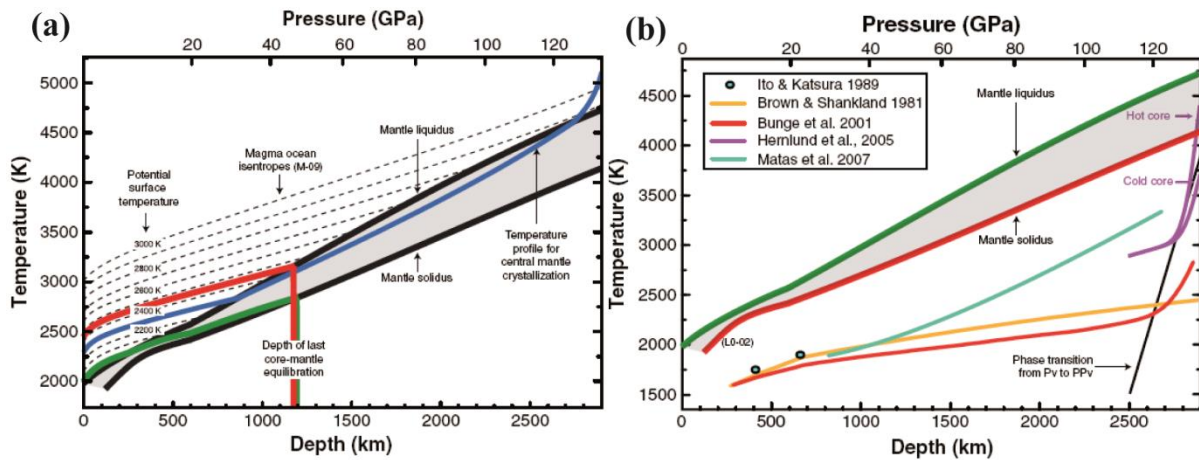 (a)
Pressure (GPa)
20
40
60
80
100
120
5000
4500
4000
3500
3000
2500
2000
Temperature (K)
Mantle liquidus
Magma ocean
isentropes (M-09)
Potential
surface
temperature
3000 K
2800 K
2600 K
2400 K
2200 K
Temperature
profile for
central mantle
crystallization
Mantle solidus
Depth of last
core-mantle
equilibration
0
500
1000
1500
2000
2500
Depth (km)
(b)
Pressure (GPa)
0
20
40
60
80
100
120
4500
4000
3500
3000
2500
2000
1500
Temperature (K)
Ito & Katsura 1989
Brown & Shankland 1981
Bunge et al. 2001
Hernlund et al., 2005
Matas et al. 2007
Mantle liquidus
Hot core
Cold core
Mantle solidus
(L0-02)
Phase transition
from Pv to PPv
0
500
1000
1500
2000
2500
Depth (km)